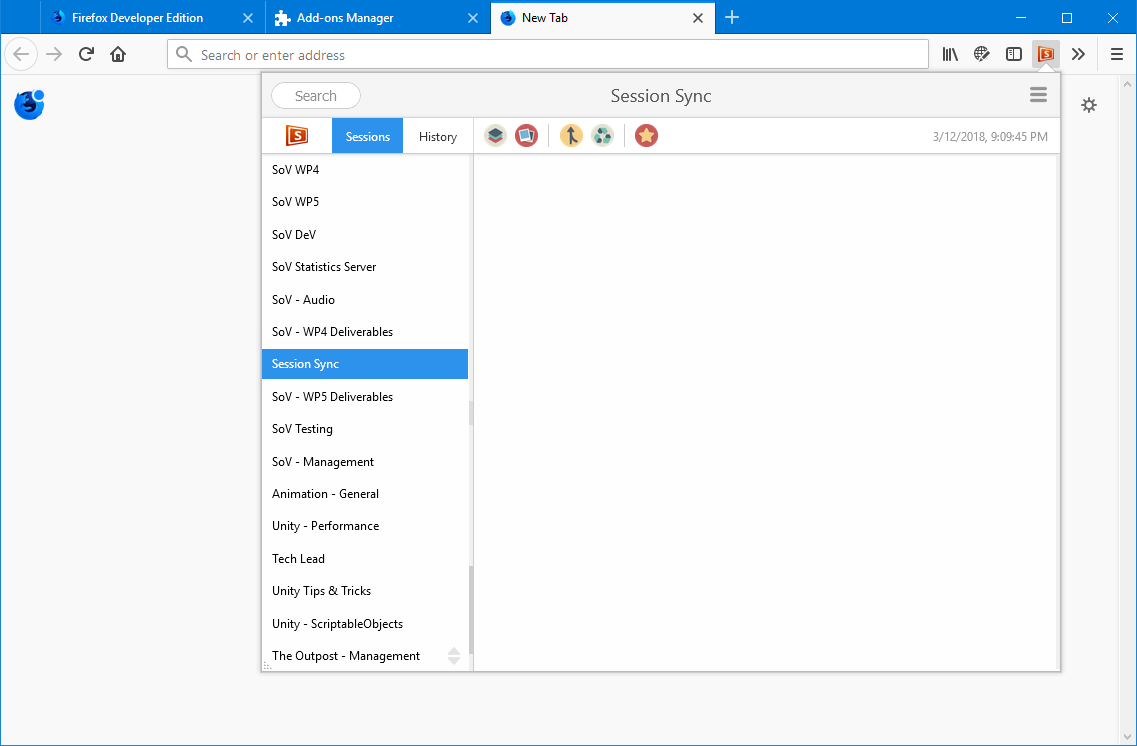 Firefox Developer Edition
Add-ons Manager
New Tab
Search or enter address
Search
Session Sync
S
Sessions
History
3/12/2018, 9:09:45 PM
SoV WP4
SoV WP5
SoV DeV
SoV Statistics Server
SoV - Audio
SoV - WP4 Deliverables
Session Sync
SoV - WP5 Deliverables
SoV Testing
SoV - Management
Animation - General
Unity - Performance
Tech Lead
Unity Tips & Tricks
Unity - ScriptableObjects
The Outpost - Management